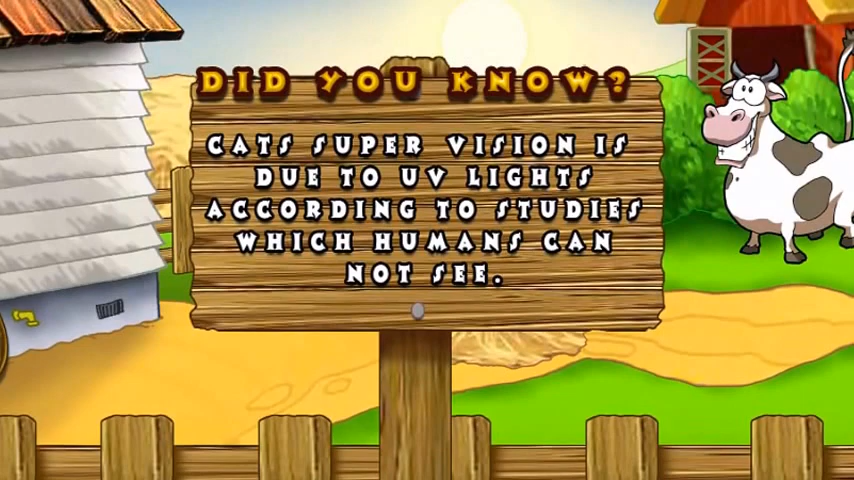 DID YOU KNOW?
CATS SUPER VISION IS
DUE TO UV LIGHTS
ACCORDING TO STUDIES
WHICH HUMANS CAN
NOT SEE.